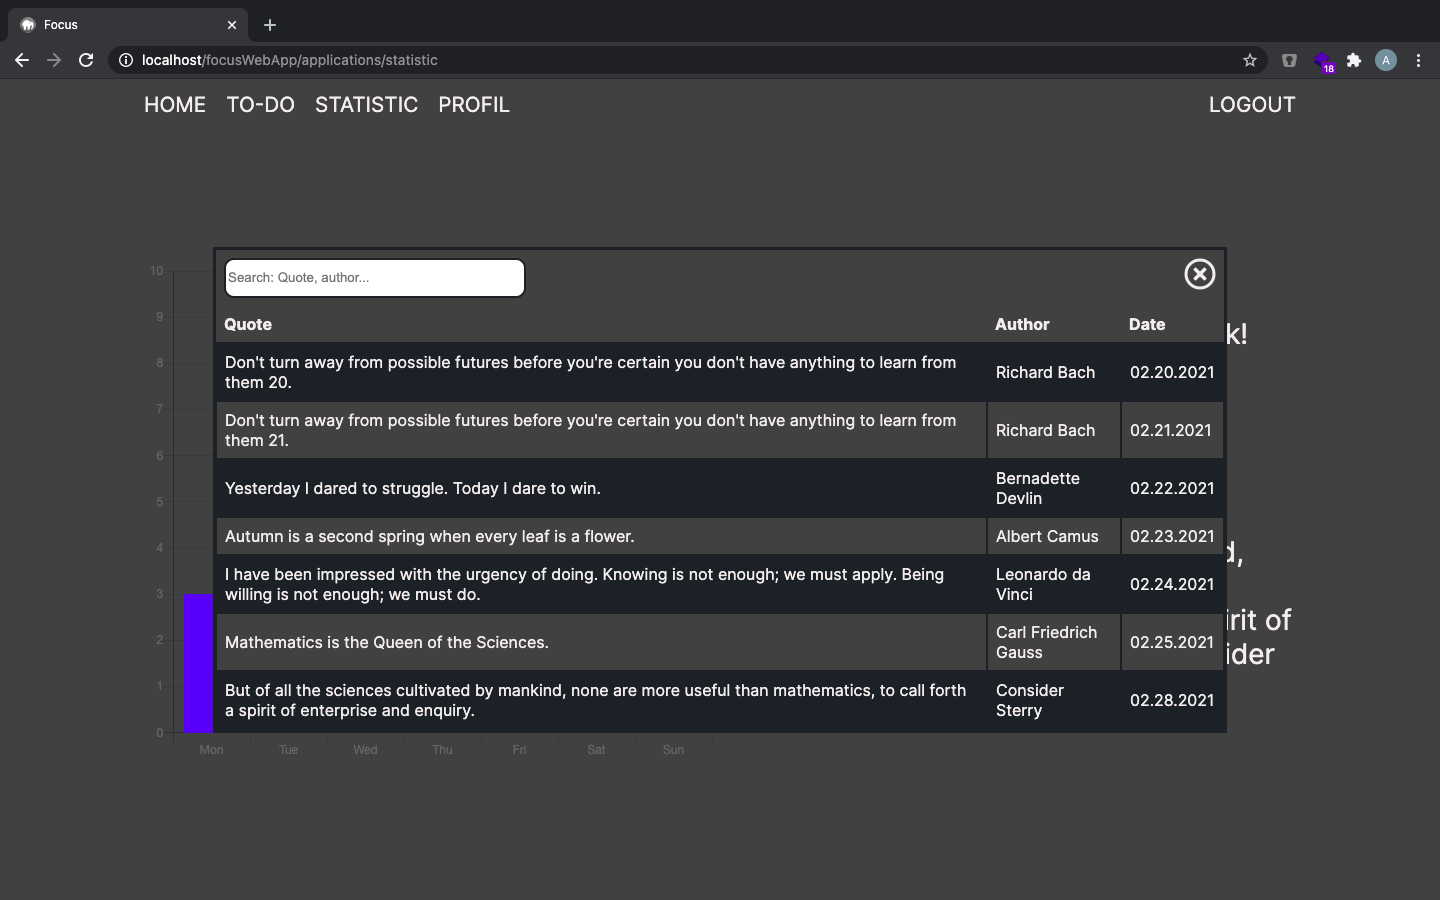 Focus
localhost/focusWebApp/applications/statistic
18
A
HOME TO-DO STATISTIC PROFIL LOGOUT
Search: Quote, author...
Quote Author Date
Don't turn away from possible futures before you're certain you don't have anything to learn from
them 20.
Richard Bach
02.20.2021
Don't turn away from possible futures before you're certain you don't have anything to learn from
them 21.
Richard Bach
02.21.2021
Yesterday I dared to struggle. Today I dare to win.
Bernadette
Devlin
02.22.2021
Autumn is a second spring when every leaf is a flower.
Albert Camus
02.23.2021
I have been impressed with the urgency of doing. Knowing is not enough; we must apply. Being
willing is not enough; we must do.
Leonardo da
Vinci
02.24.2021
Mathematics is the Queen of the Sciences.
Carl Friedrich
Gauss
02.25.2021
But of all the sciences cultivated by mankind, none are more useful than mathematics, to call forth
a spirit of enterprise and enquiry.
Consider
Sterry
02.28.2021
10
9
8
7
6
5
4
3
2
1
0
Mon Tue Wed Thu Fri Sat Sun
k!
d,
irit of
ider